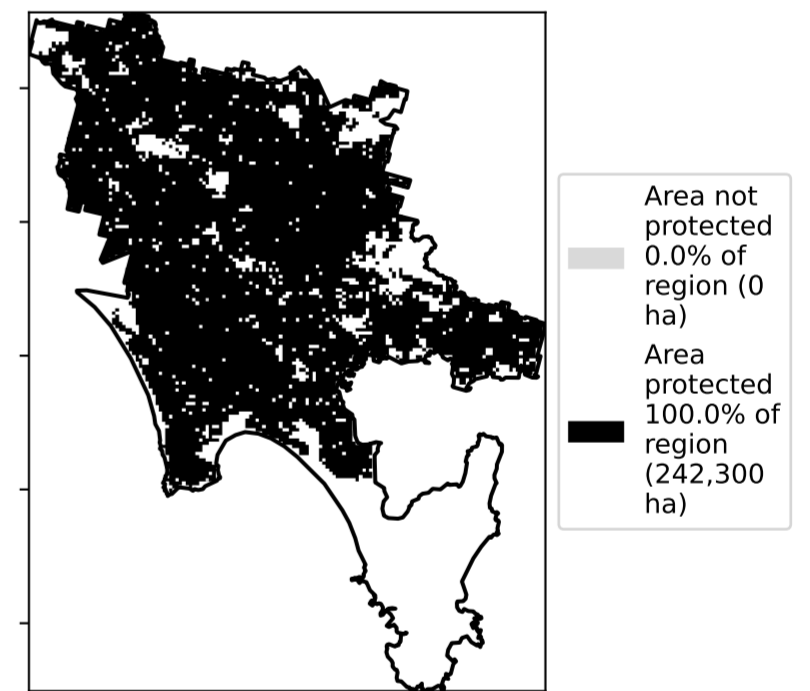 Area not
protected
0.0% of
region (0
ha)
Area
protected
100.0% of
region
(242,300
ha)